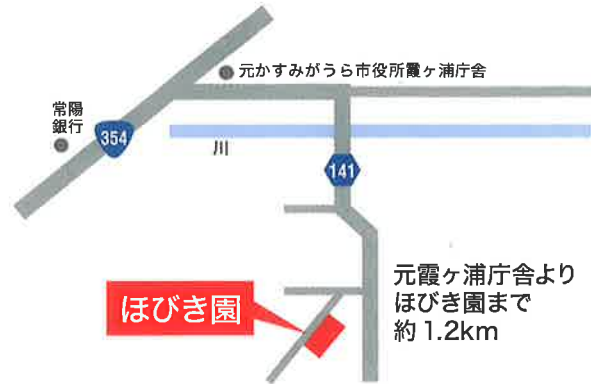 元かすみがうら市役所霞ヶ浦庁舎
常陽
銀行
354
川
141
ほびき園
元霞ヶ浦庁舎より
ほびき園まで
約1.2km